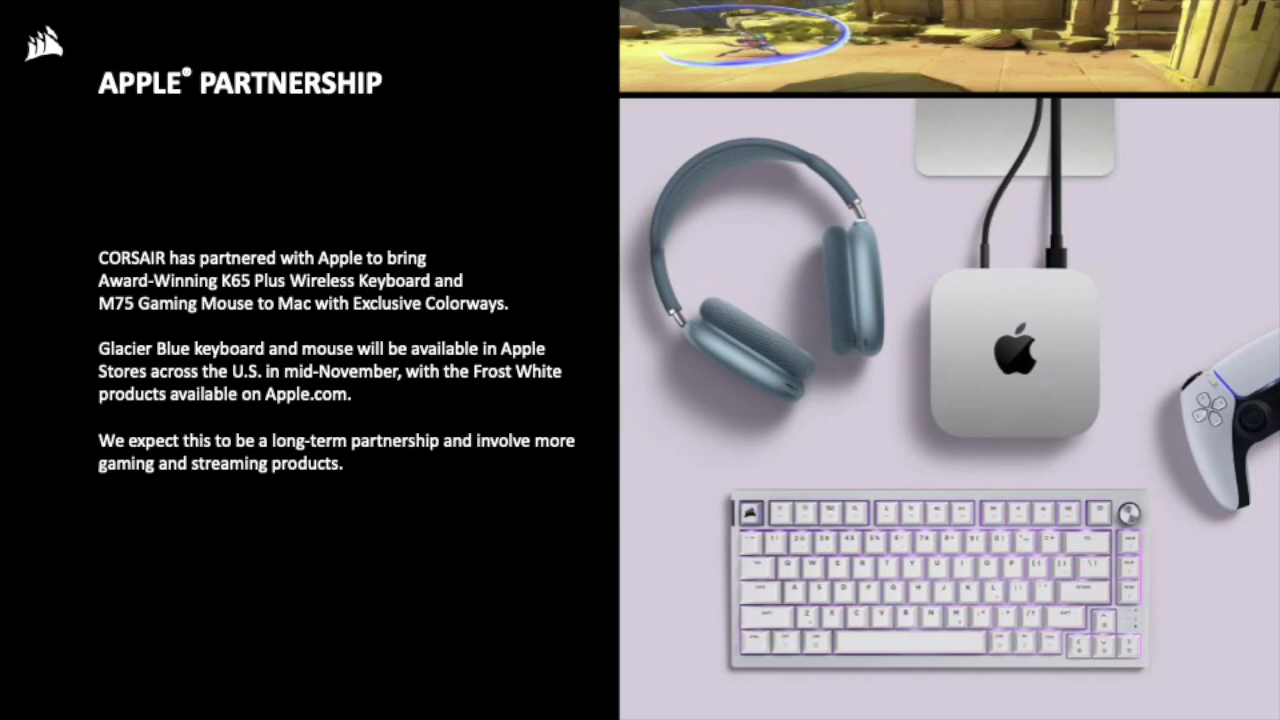 APPLE® PARTNERSHIP
CORSAIR has partnered with Apple to bring
Award-Winning K65 Plus Wireless Keyboard and
M75 Gaming Mouse to Mac with Exclusive Colorways.
Glacier Blue keyboard and mouse will be available in Apple
Stores across the U.S. in mid-November, with the Frost White
products available on Apple.com.
We expect this to be a long-term partnership and involve more
gaming and streaming products.
Q W E R T Y U I O P
A S D F G H J K L
Z X C V B N M